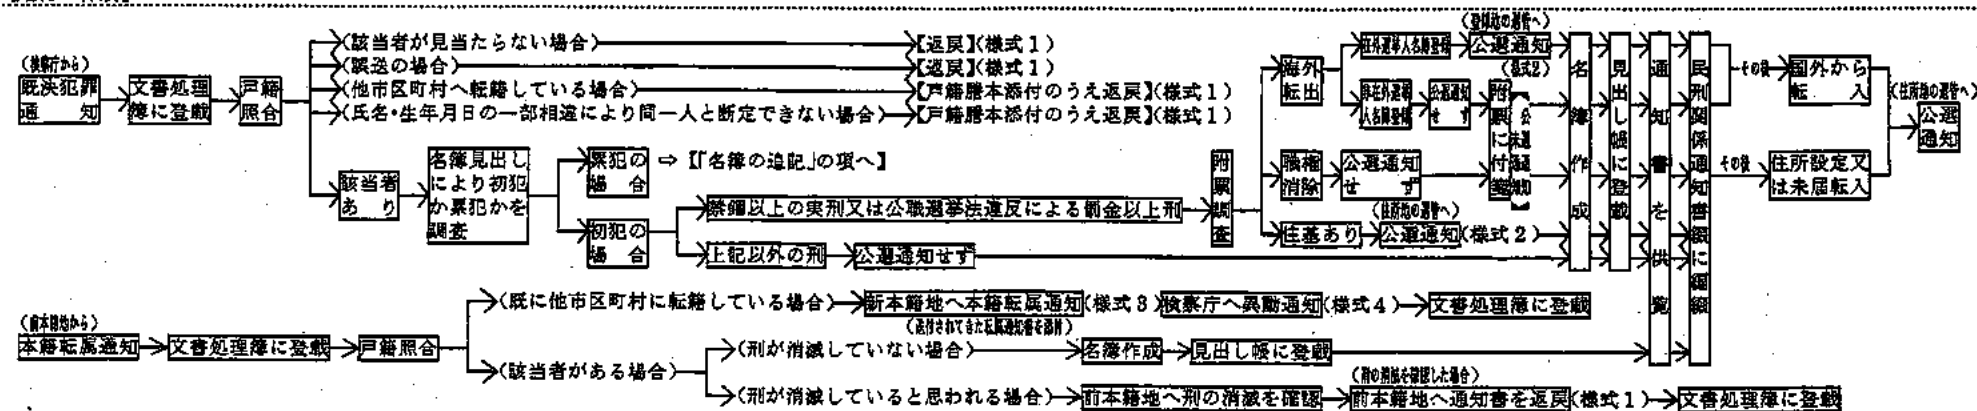 (検察庁から)
既決犯罪
通知
文書処理
簿に登載
戸籍
照合
(該当者が見当たらない場合)
【返戻】(様式1)
(誤送の場合)
【返戻】(様式1)
(他市区町村へ転籍している場合)
【戸籍謄本添付のうえ返戻】(様式1)
(氏名・生年月日の一部相違により同一人と断定できない場合)
【戸籍謄本添付のうえ返戻】(様式1)
該当者
あり
名簿見出し
により初犯
か累犯かを
調査
累犯の
場合
⇨【「名簿の追記」の項へ】
初犯の
場合
禁錮以上の実刑又は公職選挙法違反による罰金以上刑
上記以外の刑
公選通知せず
附票調査
海外
転出
在外選挙人名簿登録
(登録地の選管へ)
公選通知
(様式2)
非在外選挙
人名簿登録
公選通知
せず
職権
消除
公選通知
せず
附票に付箋
住基あり
(住所地の選管へ)
公選通知(様式2)
名簿作成
見出し帳に登載
通知書を供覧
民刑関係通知書綴に編綴
その後
国外から
転入
その後
住所設定又
は未届転入
(住所地の選管へ)
公選
通知
(前本籍地から)
本籍転属通知
文書処理簿に登載
戸籍照合
(既に他市区町村に転籍している場合)
新本籍地へ本籍転属通知(様式3)
検察庁へ異動通知(様式4)
文書処理簿に登載
(送付されてきた転属通知書を添付)
(該当者がある場合)
(刑が消滅していない場合)
名簿作成
見出し帳に登載
(刑が消滅していると思われる場合)
前本籍地へ刑の消滅を確認
(刑の消滅を確認した場合)
前本籍地へ通知書を返戻(様式1)
文書処理簿に登載